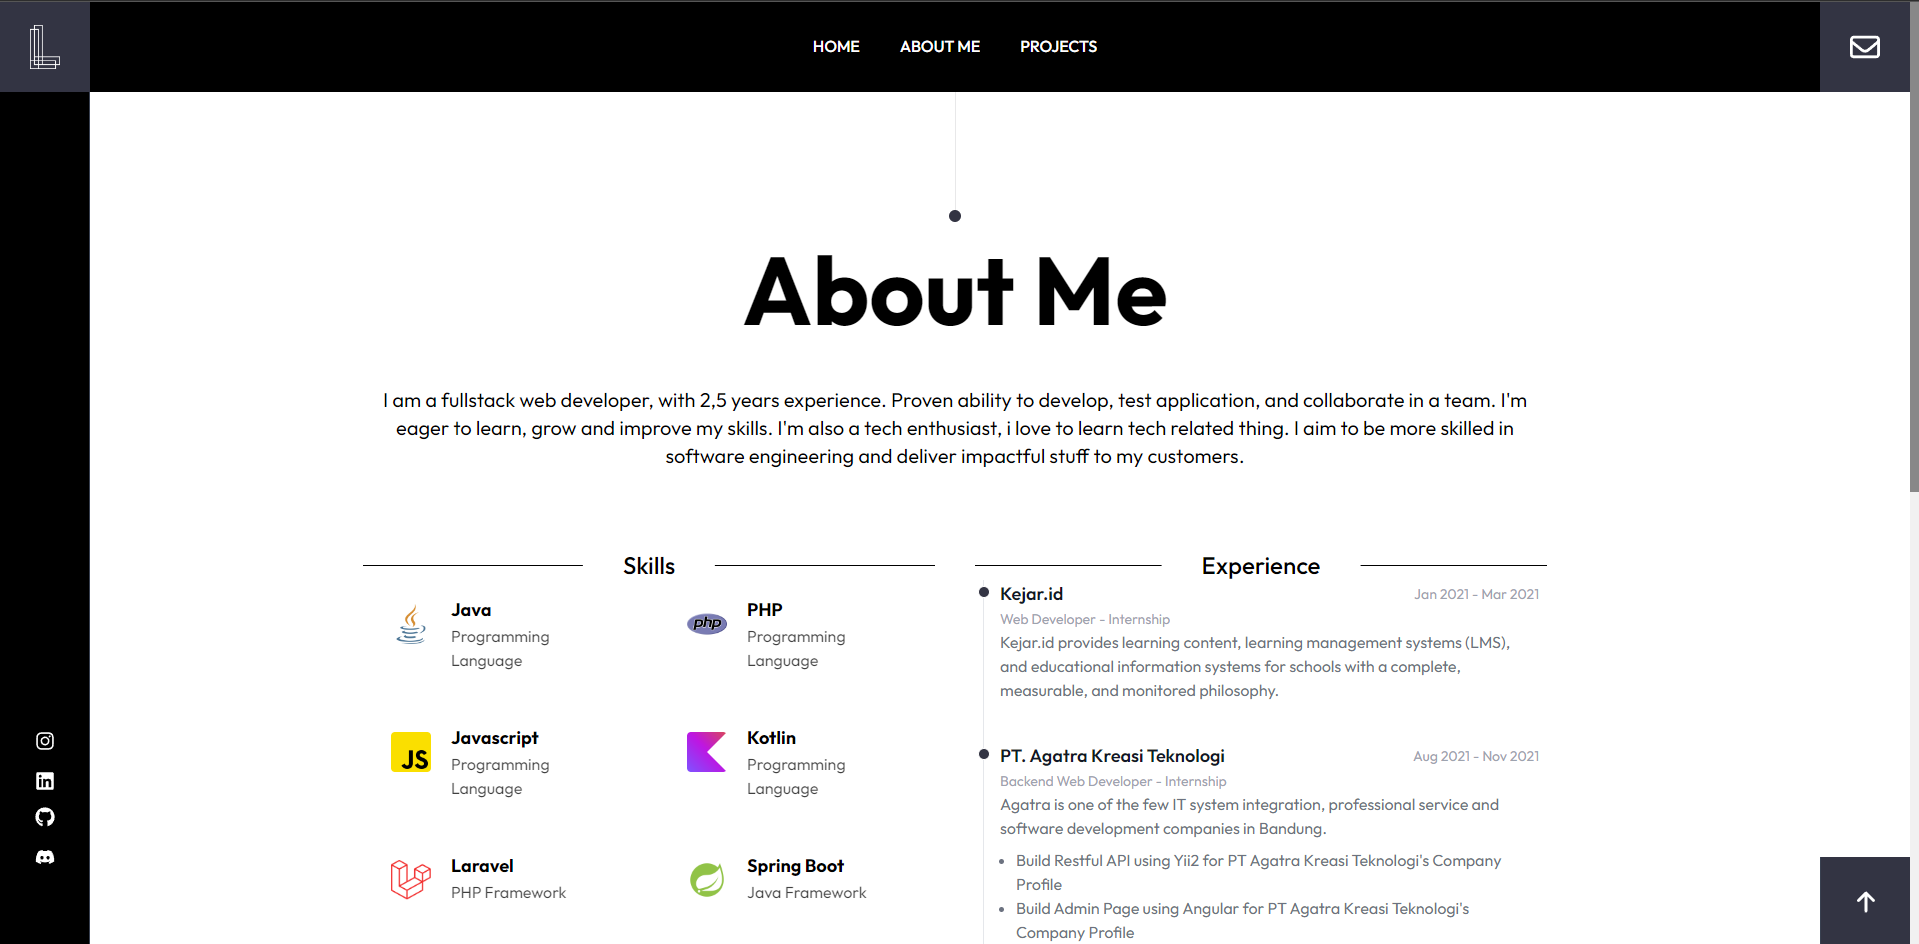 L
HOME ABOUT ME PROJECTS
About Me
I am a fullstack web developer, with 2,5 years experience. Proven ability to develop, test application, and collaborate in a team. I'm
eager to learn, grow and improve my skills. I'm also a tech enthusiast, i love to learn tech related thing. I aim to be more skilled in
software engineering and deliver impactful stuff to my customers.
Skills
Java
Programming
Language
php
PHP
Programming
Language
JS
Javascript
Programming
Language
Kotlin
Programming
Language
Laravel
PHP Framework
Spring Boot
Java Framework
Experience
Kejar.id Jan 2021 - Mar 2021
Web Developer - Internship
Kejar.id provides learning content, learning management systems (LMS),
and educational information systems for schools with a complete,
measurable, and monitored philosophy.
PT. Agatra Kreasi Teknologi Aug 2021 - Nov 2021
Backend Web Developer - Internship
Agatra is one of the few IT system integration, professional service and
software development companies in Bandung.
• Build Restful API using Yii2 for PT Agatra Kreasi Teknologi's Company
Profile
• Build Admin Page using Angular for PT Agatra Kreasi Teknologi's
Company Profile
in